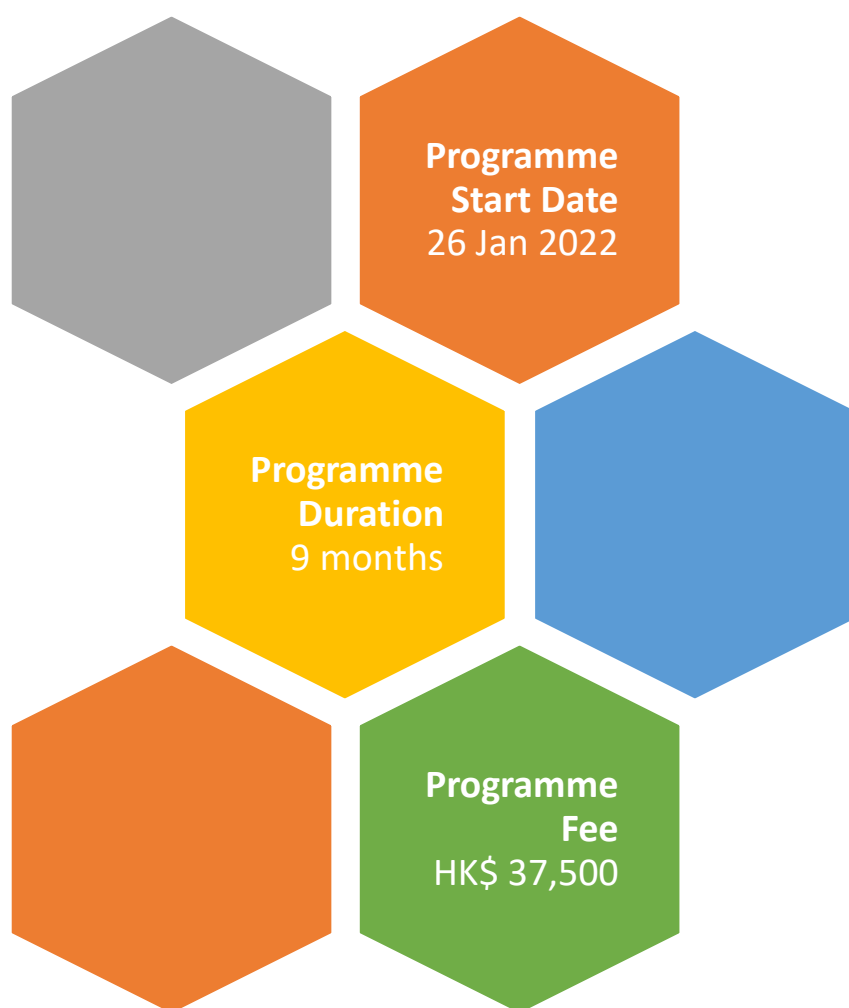 Programme
Start Date
26 Jan 2022
Programme
Duration
9 months
Programme
Fee
HK$ 37,500